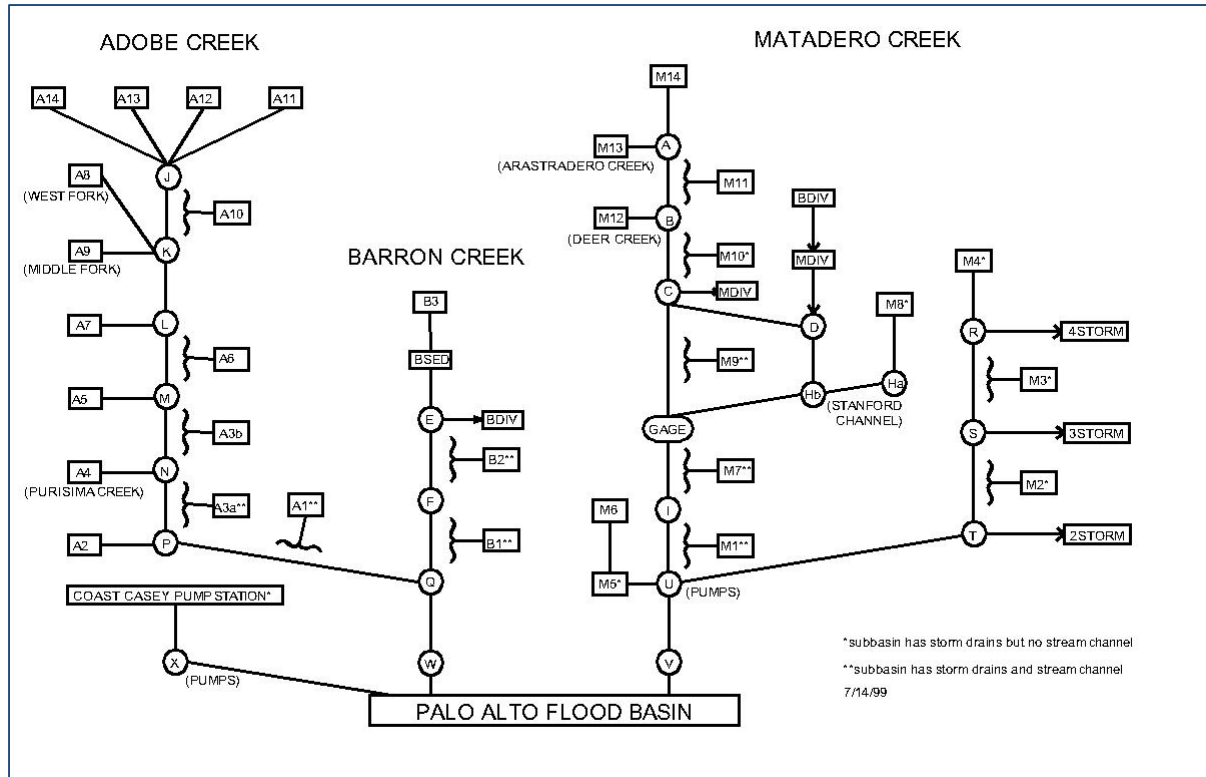 ADOBE CREEK
MATADERO CREEK
M14
A14
A13
A12
A11
A
M13
(ARASTRADERO CREEK)
J
A8
(WEST FORK)
M11
A10
BDIV
M12
B
(DEER CREEK)
K
A9
(MIDDLE FORK)
BARRON CREEK
M10*
MDIV
M4*
C
MDIV
B3
M8*
A7
L
D
R
4STORM
A6
BSED
M9**
M3*
A5
M
Hb
Ha
(STANFORD
CHANNEL)
E
BDIV
GAGE
S
3STORM
A3b
B2**
M7**
A4
N
(PURISIMA CREEK)
M2*
A3a**
A1**
F
M6
I
A2
P
B1**
M1**
T
2STORM
Q
M5*
U
(PUMPS)
COAST CASEY PUMP STATION*
*subbasin has storm drains but no stream channel
X
(PUMPS)
W
V
**subbasin has storm drains and stream channel
7/14/99
PALO ALTO FLOOD BASIN